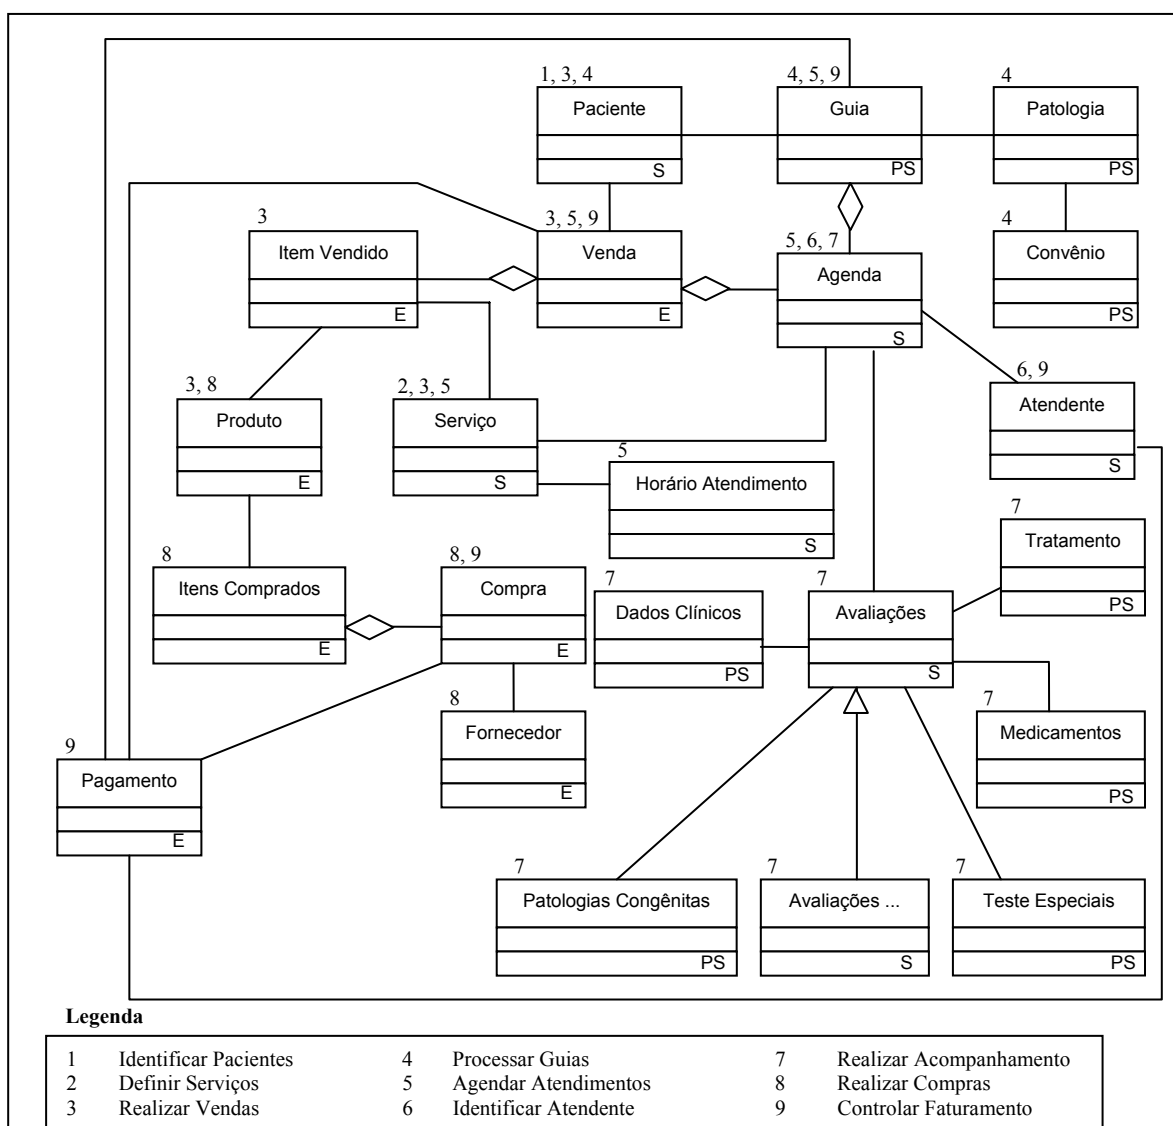 1, 3, 4
4, 5, 9
4
Paciente
Guia
Patologia
S
PS
PS
3
3, 5, 9
5, 6, 7
4
Item Vendido
Venda
Agenda
Convênio
E
E
S
PS
3, 8
2, 3, 5
6, 9
Produto
Serviço
Atendente
E
S
S
5
Horário Atendimento
S
7
Tratamento
PS
8
8, 9
7
7
Itens Comprados
Compra
Dados Clínicos
Avaliações
E
E
PS
S
8
7
Fornecedor
Medicamentos
E
PS
9
Pagamento
E
7
7
7
Patologias Congênitas
Avaliações ...
Teste Especiais
PS
S
PS
Legenda
1 Identificar Pacientes 4 Processar Guias 7 Realizar Acompanhamento
2 Definir Serviços 5 Agendar Atendimentos 8 Realizar Compras
3 Realizar Vendas 6 Identificar Atendente 9 Controlar Faturamento